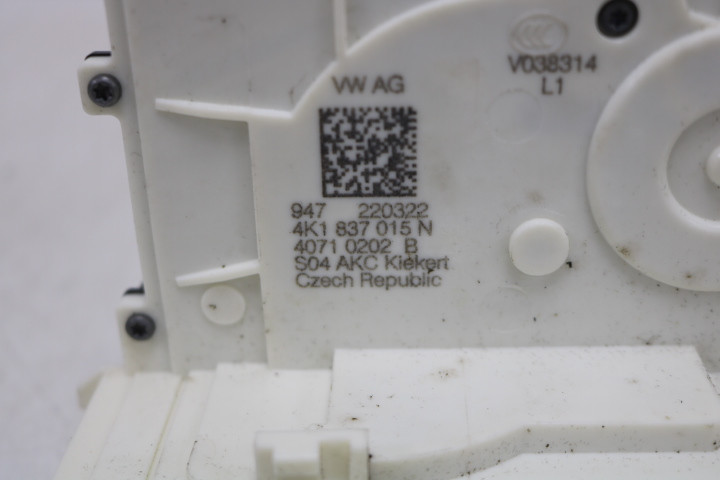 V038314
L1
VW AG
947 220322
4K1 837 015 N
4071 0202 B
S04 AKC Kiekert
Czech Republic